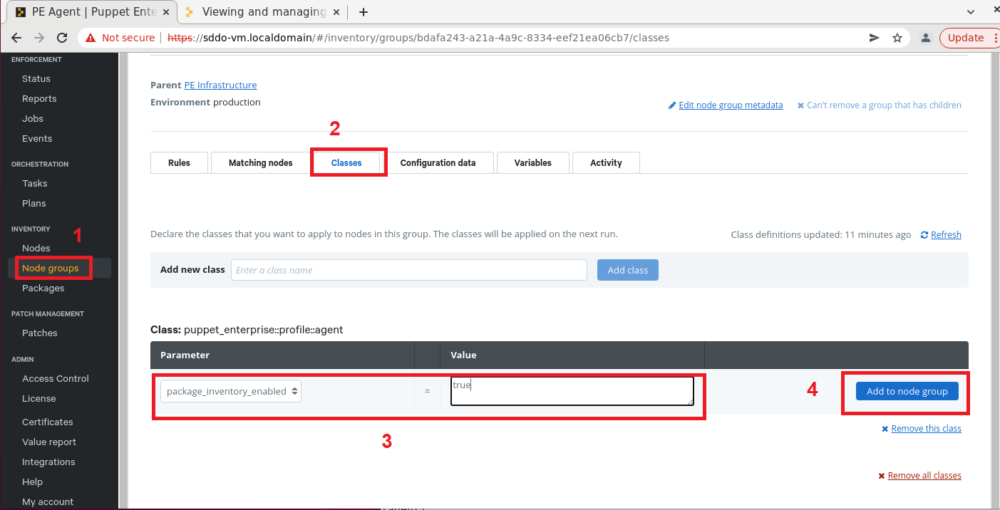 PE Agent | Puppet Ente
Viewing and managing
Not secure
https://sddo-vm.localdomain/#/inventory/groups/bdafa243-a21a-4a9c-8334-eef21ea06cb7/classes
Update
ENFORCEMENT
Status
Reports
Jobs
Events
ORCHESTRATION
Tasks
Plans
INVENTORY
1
Nodes
Node groups
Packages
PATCH MANAGEMENT
Patches
ADMIN
Access Control
License
Certificates
Value report
Integrations
Help
My account
Parent PE Infrastructure
Environment production
Edit node group metadata
Can't remove a group that has children
2
Rules
Matching nodes
Classes
Configuration data
Variables
Activity
Declare the classes that you want to apply to nodes in this group. The classes will be applied on the next run.
Class definitions updated: 11 minutes ago
Refresh
Add new class
Enter a class name
Add class
Class: puppet_enterprise::profile::agent
Parameter
Value
package_inventory_enabled
=
true
4
Add to node group
Remove this class
3
Remove all classes